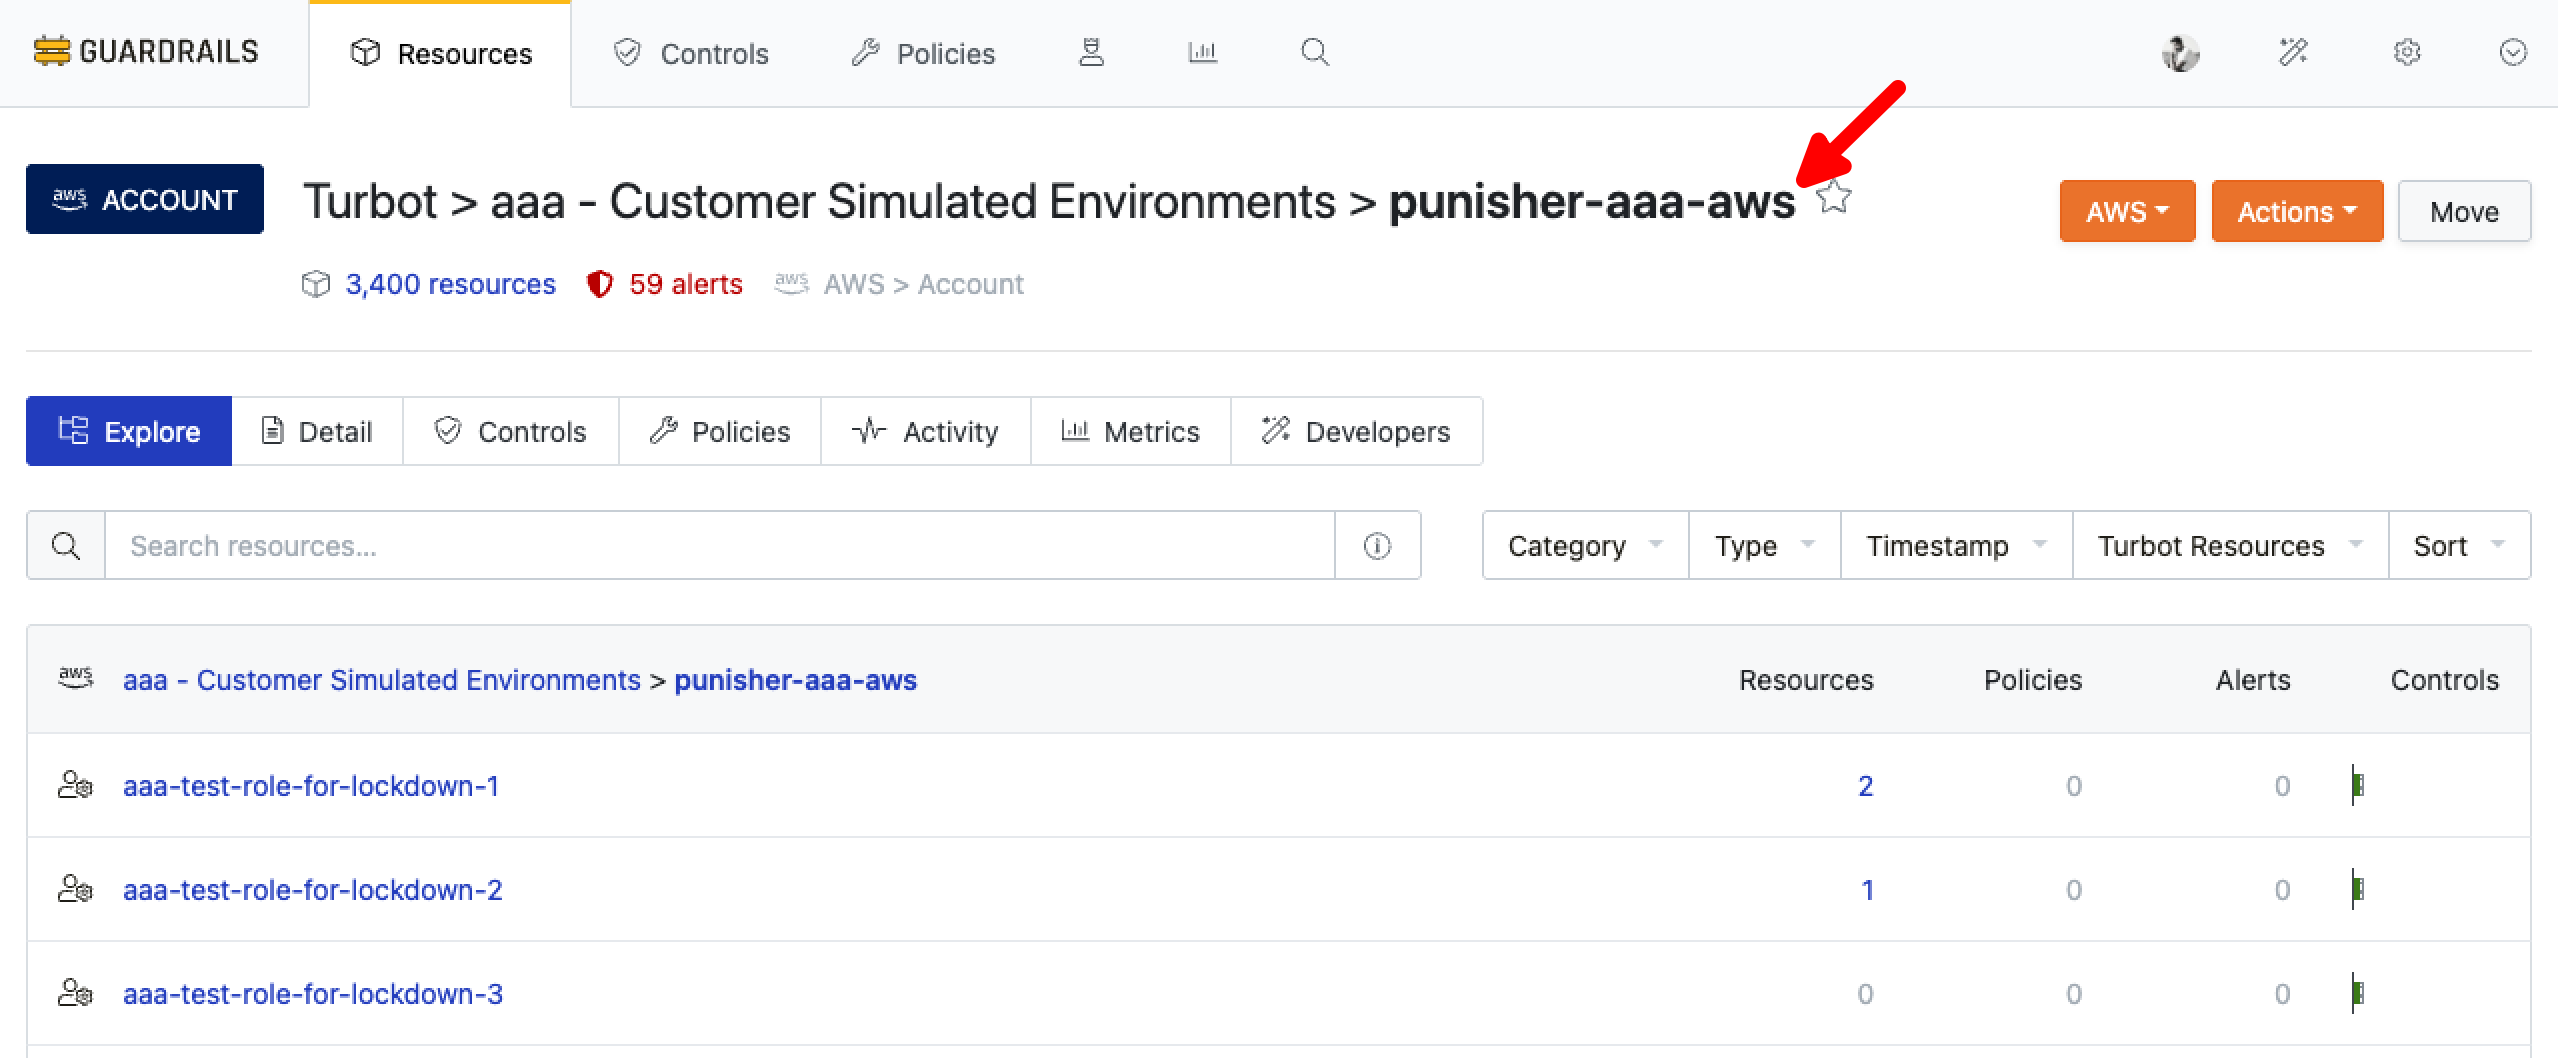 GUARDRAILS Resources Controls Policies
aws ACCOUNT Turbot > aaa - Customer Simulated Environments > punisher-aaa-aws AWS Actions Move
3,400 resources 59 alerts aws AWS > Account
Explore Detail Controls Policies Activity Metrics Developers
Search resources... Category Type Timestamp Turbot Resources Sort
aws aaa - Customer Simulated Environments > punisher-aaa-aws Resources Policies Alerts Controls
aaa-test-role-for-lockdown-1 2 0 0
aaa-test-role-for-lockdown-2 1 0 0
aaa-test-role-for-lockdown-3 0 0 0